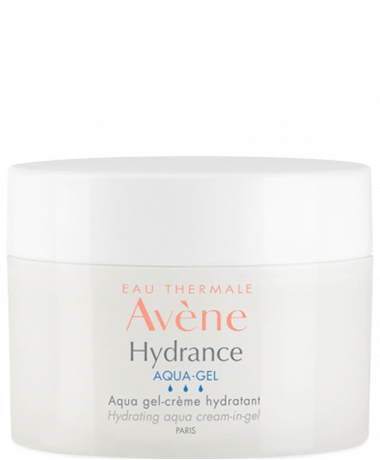 EAU THERMALE
Avène
Hydrance
AQUA-GEL
Aqua gel-crème hydratant
Hydrating aqua cream-in-gel
PARIS